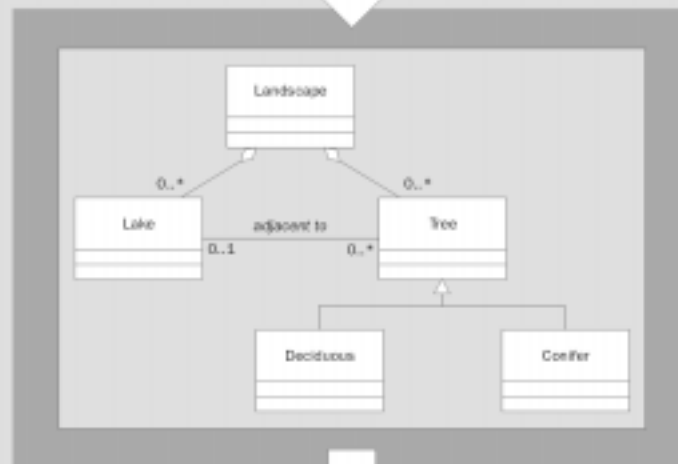 Landscape
0..*
0..*
Lake
adjacent to
Tree
0..1
0..*
Deciduous
Conifer